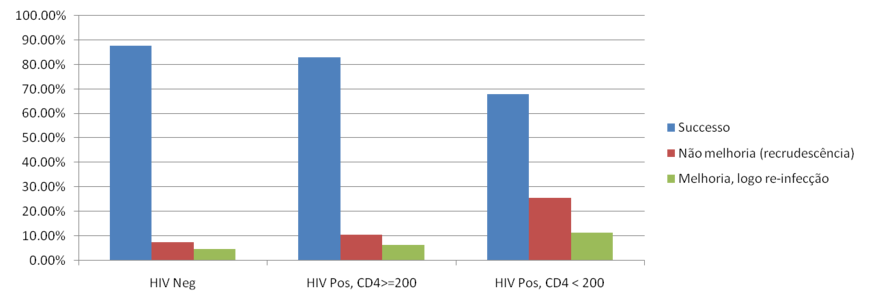 100.00%
90.00%
80.00%
70.00%
60.00%
50.00%
40.00%
30.00%
20.00%
10.00%
0.00%
HIV Neg
HIV Pos, CD4>=200
HIV Pos, CD4 < 200
Successo
Não melhoria (recrudescência)
Melhoria, logo re-infecção